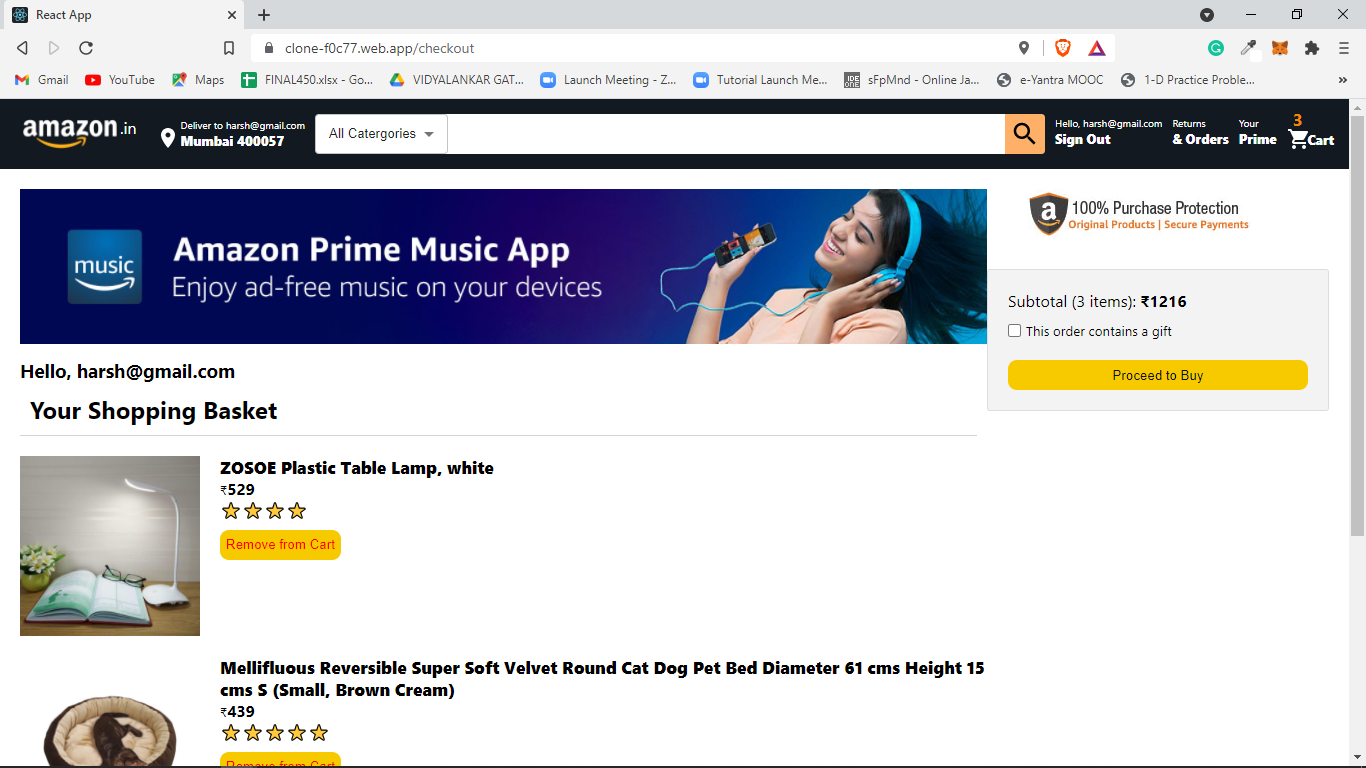 React App
clone-f0c77.web.app/checkout
Gmail
YouTube
Maps
FINAL450.xlsx - Go...
VIDYALANKAR GAT...
Launch Meeting - Z...
Tutorial Launch Me...
IDE ONE
sFpMnd - Online Ja...
e-Yantra MOOC
1-D Practice Proble...
»
amazon.in
Deliver to harsh@gmail.com
Mumbai 400057
All Catergories
Hello, harsh@gmail.com
Sign Out
Returns
& Orders
Your
Prime
3
Cart
music
Amazon Prime Music App
Enjoy ad-free music on your devices
a
100% Purchase Protection
Original Products | Secure Payments
Subtotal (3 items): ₹1216
This order contains a gift
Proceed to Buy
Hello, harsh@gmail.com
Your Shopping Basket
ZOSOE Plastic Table Lamp, white
₹529
Remove from Cart
Mellifluous Reversible Super Soft Velvet Round Cat Dog Pet Bed Diameter 61 cms Height 15
cms S (Small, Brown Cream)
₹439
Remove from Cart